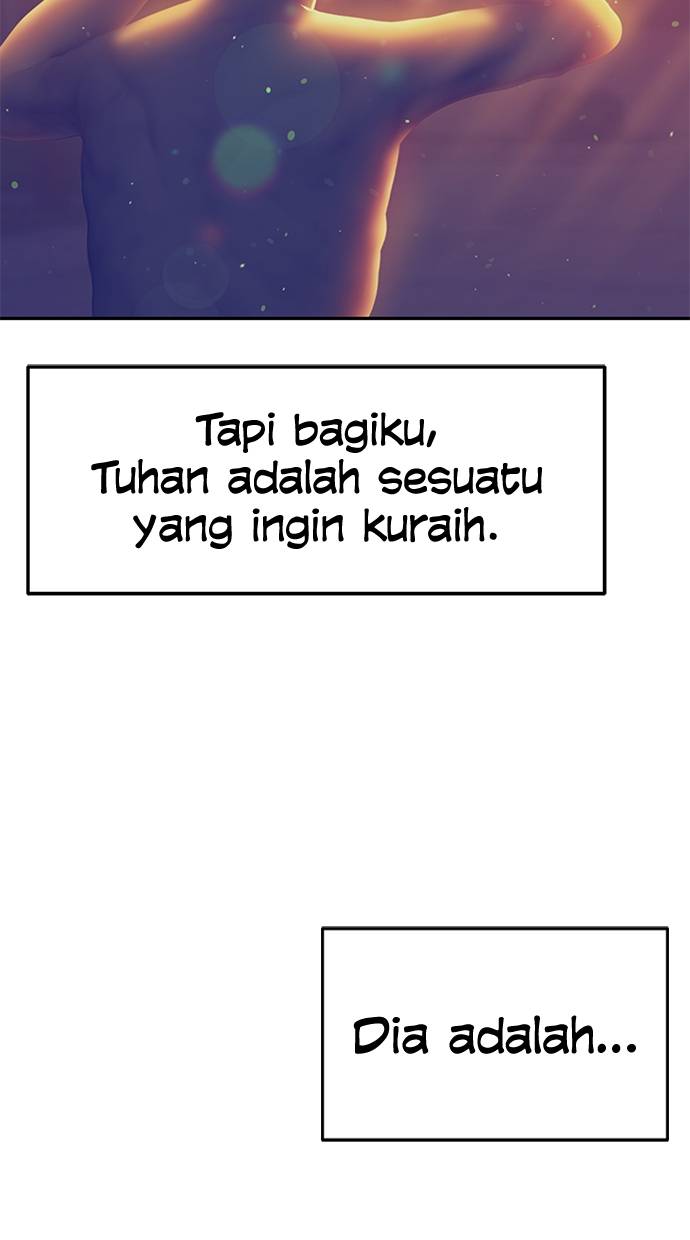 Tapi bagiku,
Tuhan adalah sesuatu
yang ingin kuraih.
Dia adalah...